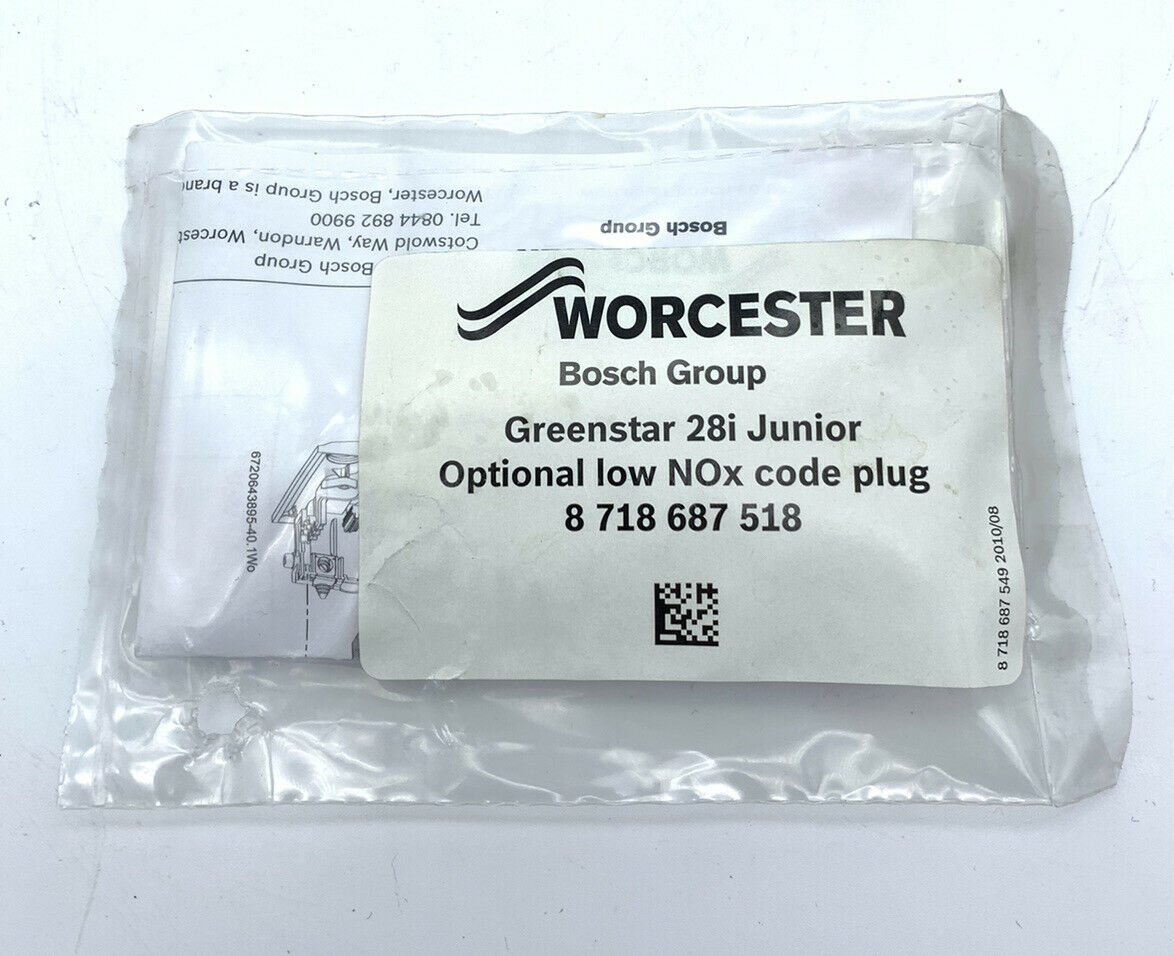 Worcester, Bosch Group is a bran
Tel. 0844 892 9900
Cotswold Way, Warndon, Worcest
Bosch Group
Bosch Group
WORCESTER
Bosch Group
Greenstar 28i Junior
Optional low NOx code plug
8 718 687 518
8 718 687 549 2010/08
6720643895-40.1Wo